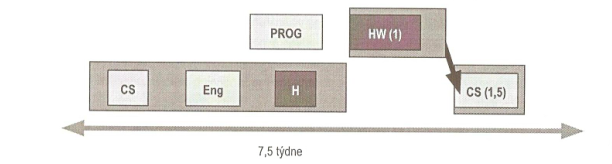 PROG
HW (1)
CS
Eng
H
CS (1,5)
7,5 týdne